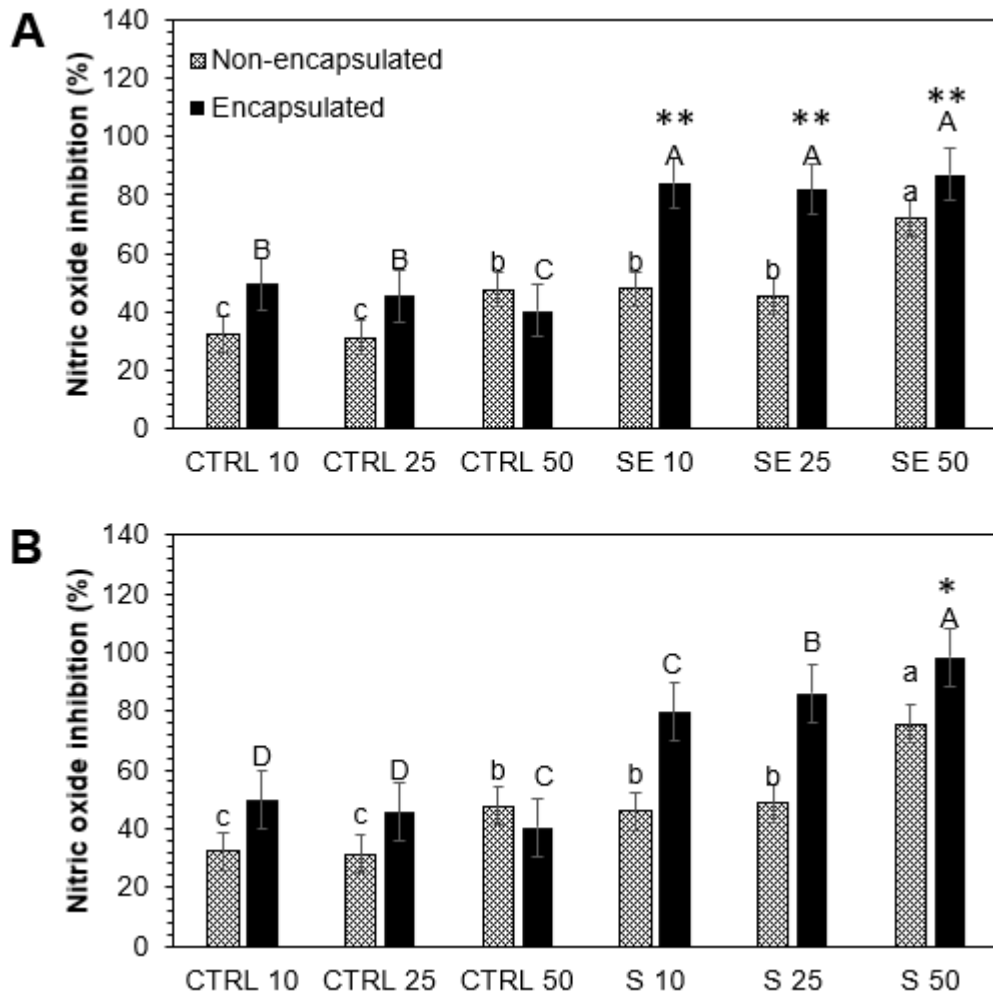 A
Nitric oxide inhibition (%)
140
120
100
80
60
40
20
0
Non-encapsulated
Encapsulated
c
B
c
B
b
C
b
**
A
b
**
A
a
**
A
CTRL 10 CTRL 25 CTRL 50 SE 10 SE 25 SE 50
B
Nitric oxide inhibition (%)
140
120
100
80
60
40
20
0
c
D
c
D
b
C
b
C
b
B
a
*
A
CTRL 10 CTRL 25 CTRL 50 S 10 S 25 S 50